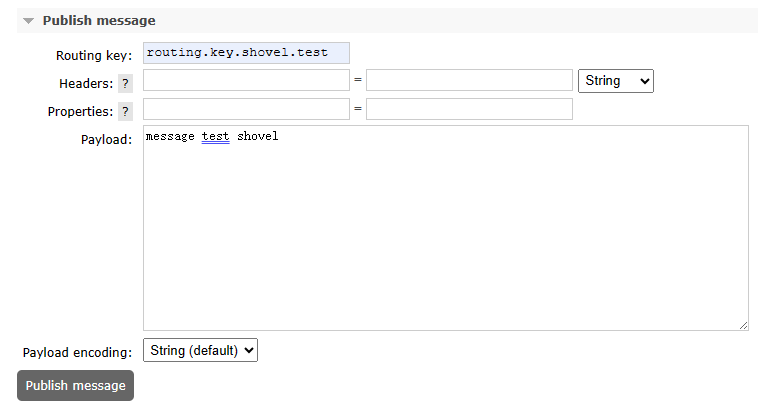 Publish message
Routing key: routing.key.shovel.test
Headers: ? = String
Properties: ? =
Payload: message test shovel
Payload encoding: String (default)
Publish message